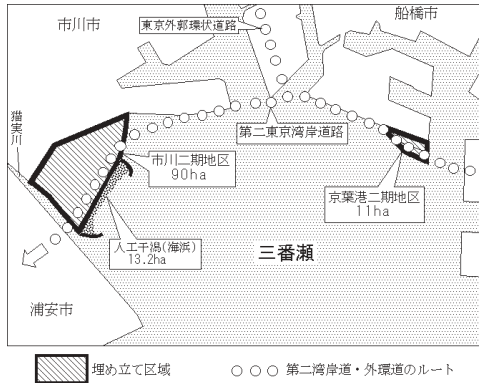 市川市
東京外郭環状道路
船橋市
猫実川
第二東京湾岸道路
市川二期地区
90ha
京葉港二期地区
11ha
人工干潟(海浜)
13.2ha
三番瀬
浦安市
埋め立て区域
第二湾岸道・外環道のルート